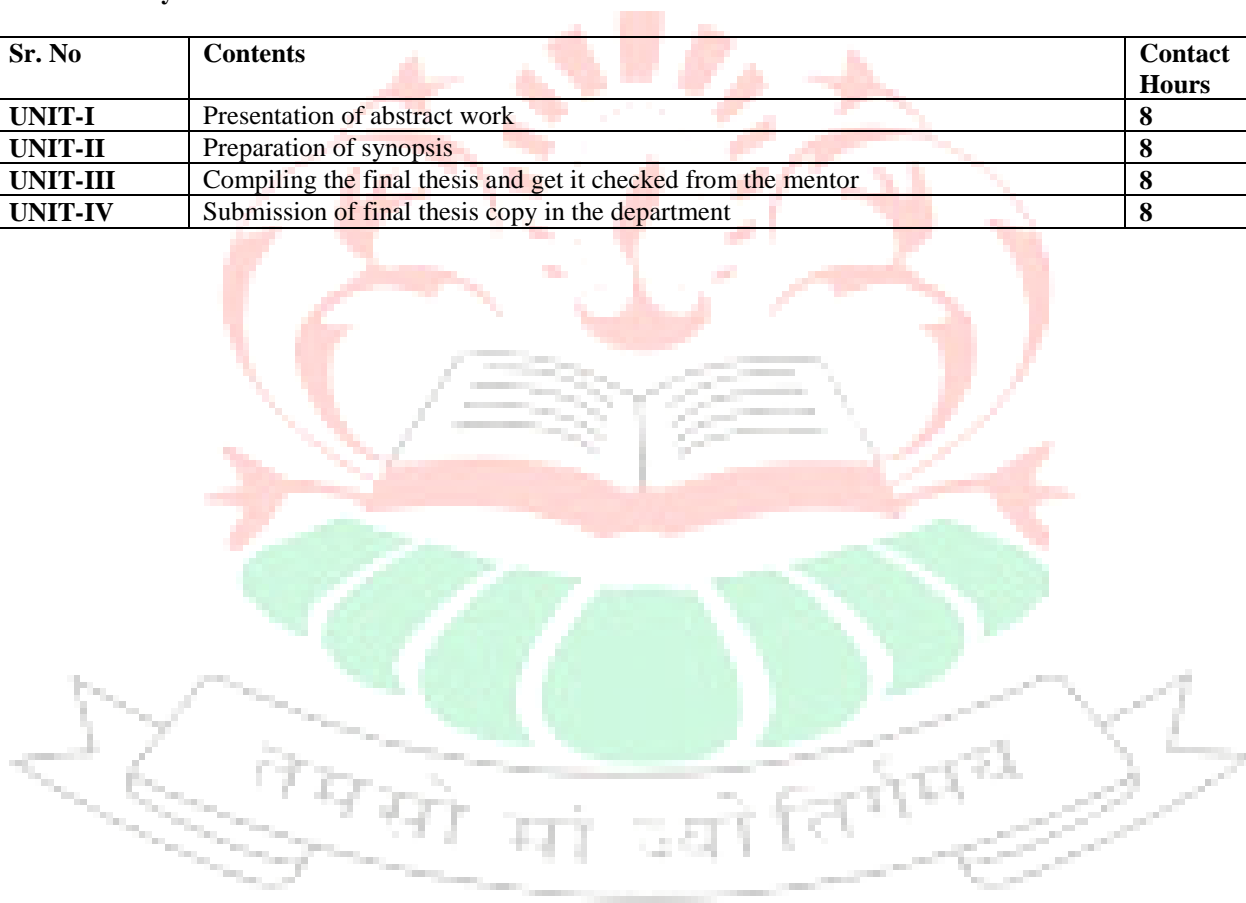 Sr. No Contents Contact
Hours
UNIT-I Presentation of abstract work 8
UNIT-II Preparation of synopsis 8
UNIT-III Compiling the final thesis and get it checked from the mentor 8
UNIT-IV Submission of final thesis copy in the department 8